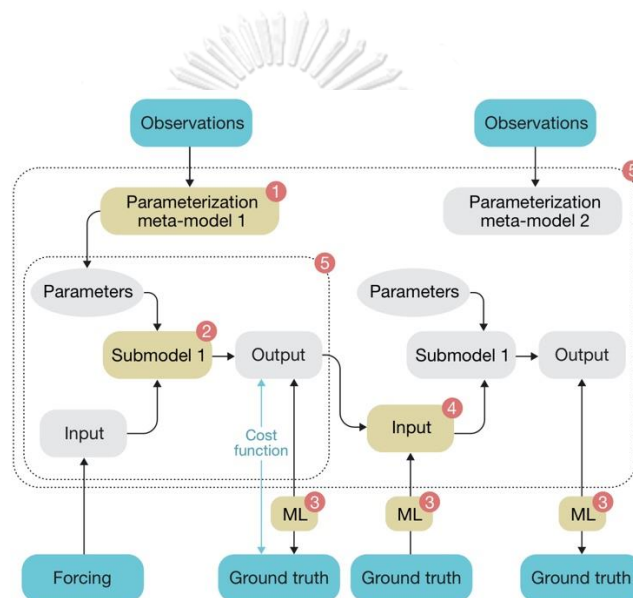 Observations
Observations
5
1
Parameterization
meta-model 1
Parameterization
meta-model 2
5
Parameters
Parameters
2
Submodel 1
Output
Submodel 1
Output
4
Input
Cost
function
Input
3
ML
3
ML
3
ML
Forcing
Ground truth
Ground truth
Ground truth